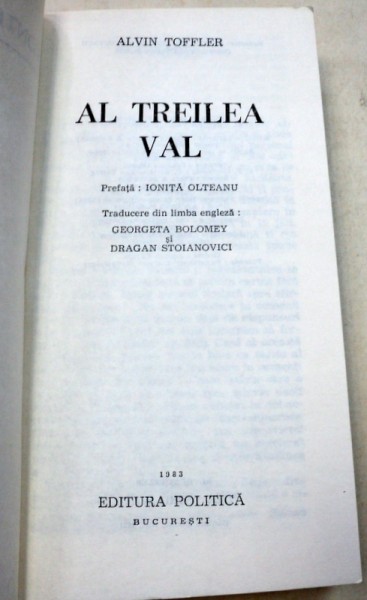 ALVIN TOFFLER
AL TREILEA
VAL
Prefață : IONIȚĂ OLTEANU
Traducere din limba engleză :
GEORGETA BOLOMEY
și
DRAGAN STOIANOVICI
1983
EDITURA POLITICĂ
BUCUREȘTI